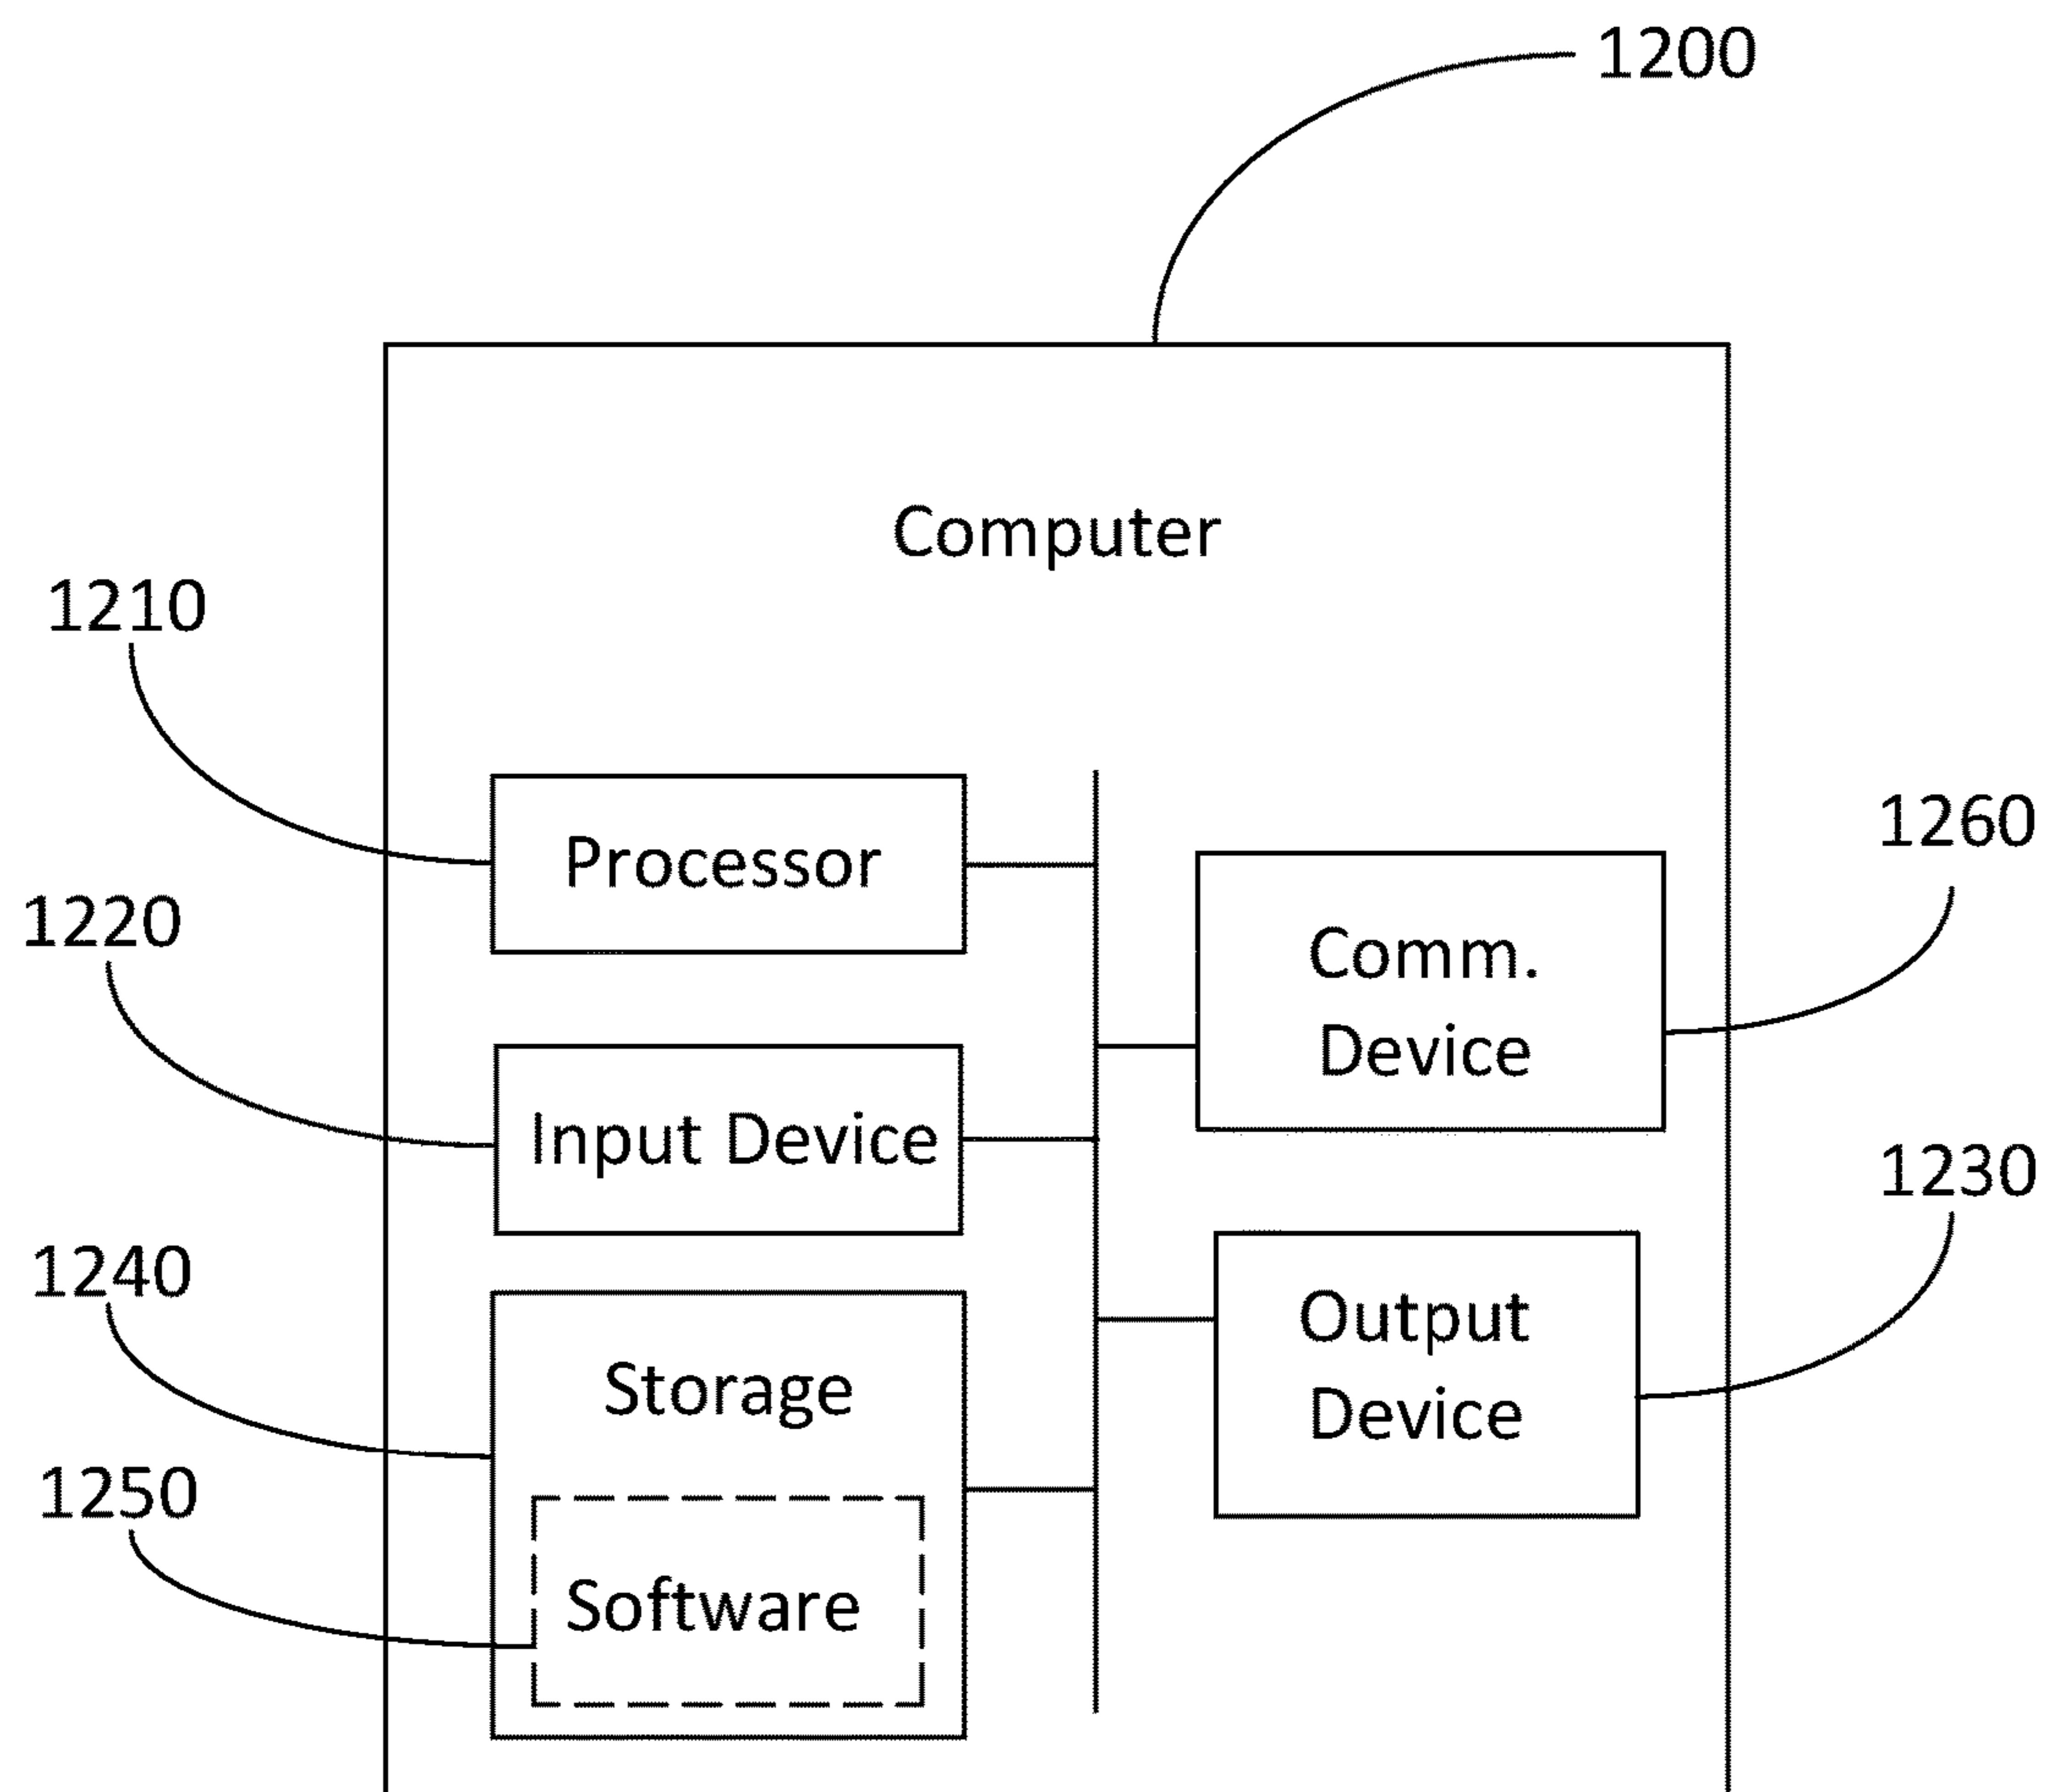 1200
Computer
1210
Processor
1260
1220
Comm.
Device
Input Device
1230
1240
Output
Device
Storage
1250
Software